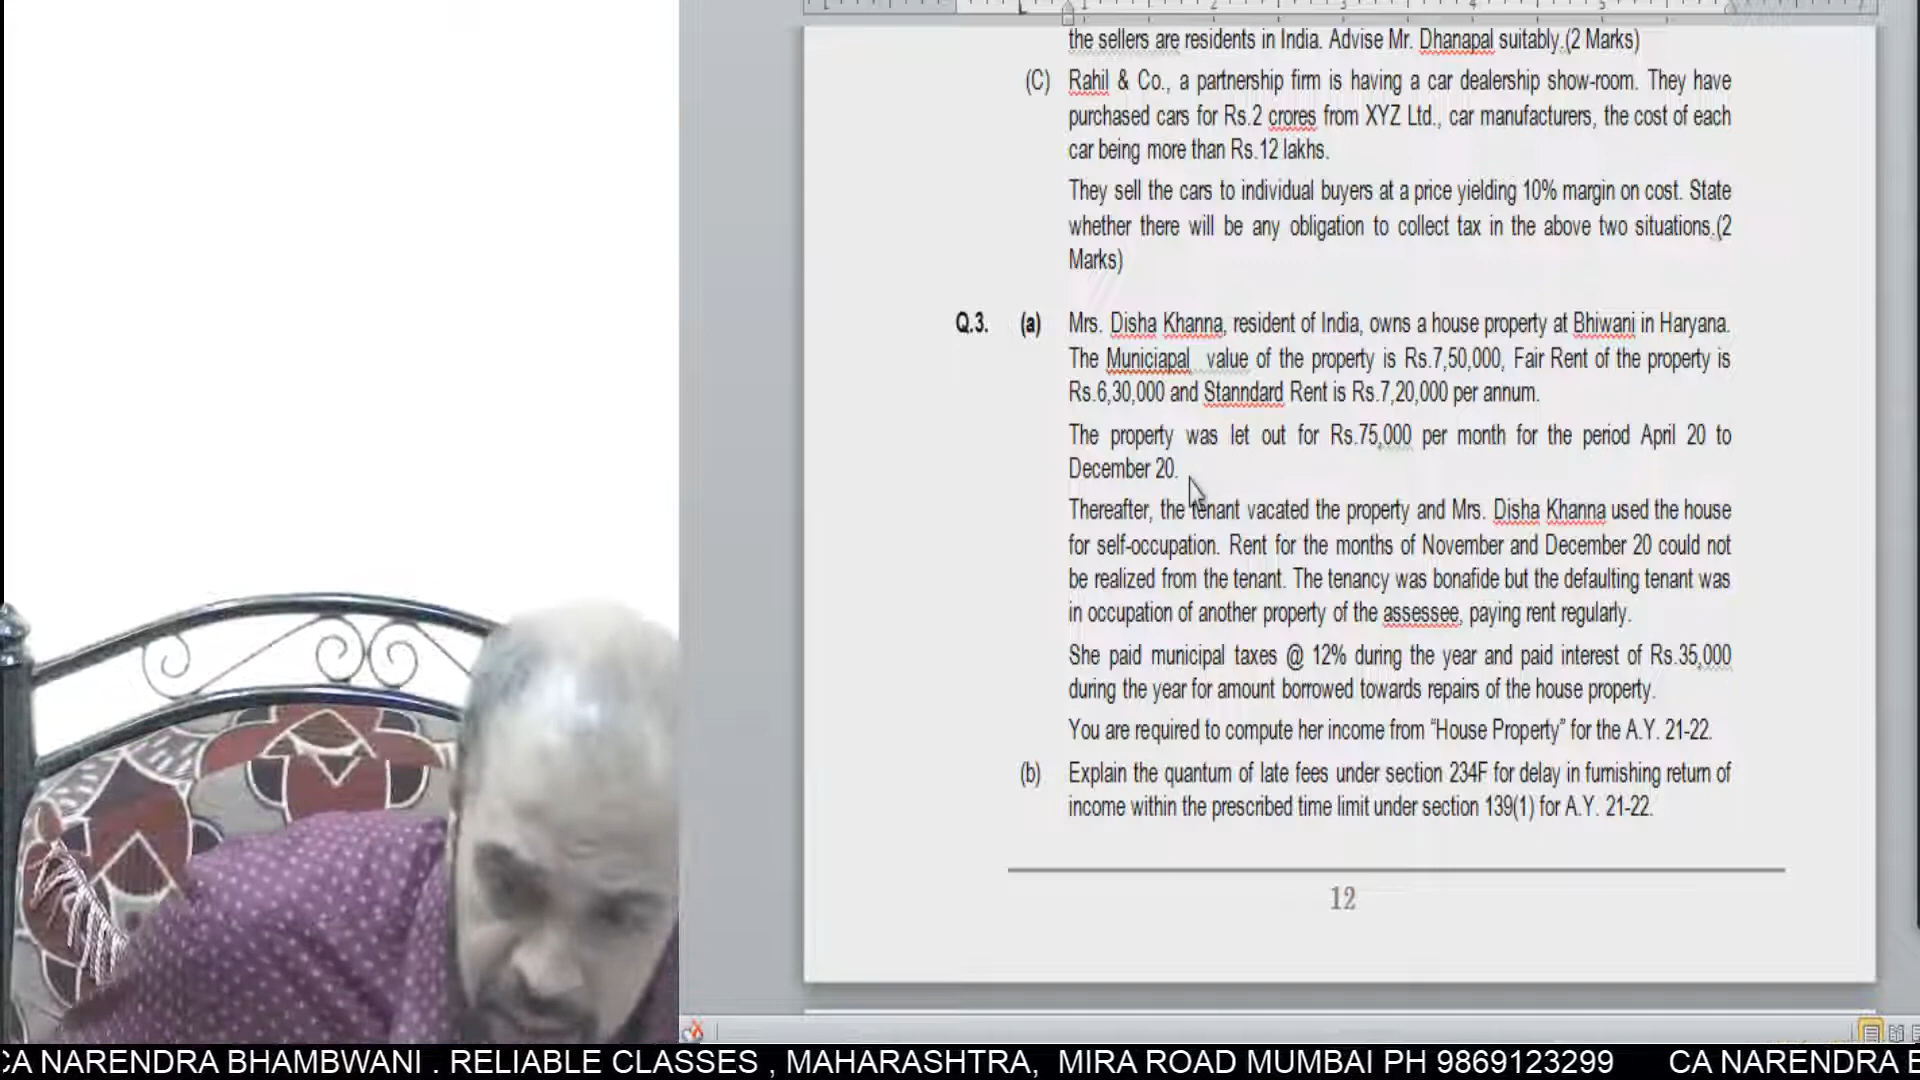 the sellers are residents in India. Advise Mr. Dhanapal suitably.(2 Marks)
(C) Rahil & Co., a partnership firm is having a car dealership show-room. They have
purchased cars for Rs.2 crores from XYZ Ltd., car manufacturers, the cost of each
car being more than Rs.12 lakhs.
They sell the cars to individual buyers at a price yielding 10% margin on cost. State
whether there will be any obligation to collect tax in the above two situations.(2
Marks)
Q.3. (a) Mrs. Disha Khanna, resident of India, owns a house property at Bhiwani in Haryana.
The Municiapal value of the property is Rs.7,50,000, Fair Rent of the property is
Rs.6,30,000 and Stanndard Rent is Rs.7,20,000 per annum.
The property was let out for Rs.75,000 per month for the period April 20 to
December 20.
Thereafter, the tenant vacated the property and Mrs. Disha Khanna used the house
for self-occupation. Rent for the months of November and December 20 could not
be realized from the tenant. The tenancy was bonafide but the defaulting tenant was
in occupation of another property of the assessee, paying rent regularly.
She paid municipal taxes @ 12% during the year and paid interest of Rs.35,000
during the year for amount borrowed towards repairs of the house property.
You are required to compute her income from “House Property” for the A.Y. 21-22.
(b) Explain the quantum of late fees under section 234F for delay in furnishing return of
income within the prescribed time limit under section 139(1) for A.Y. 21-22.
12
CA NARENDRA BHAMBWANI . RELIABLE CLASSES , MAHARASHTRA, MIRA ROAD MUMBAI PH 9869123299 CA NARENDRA